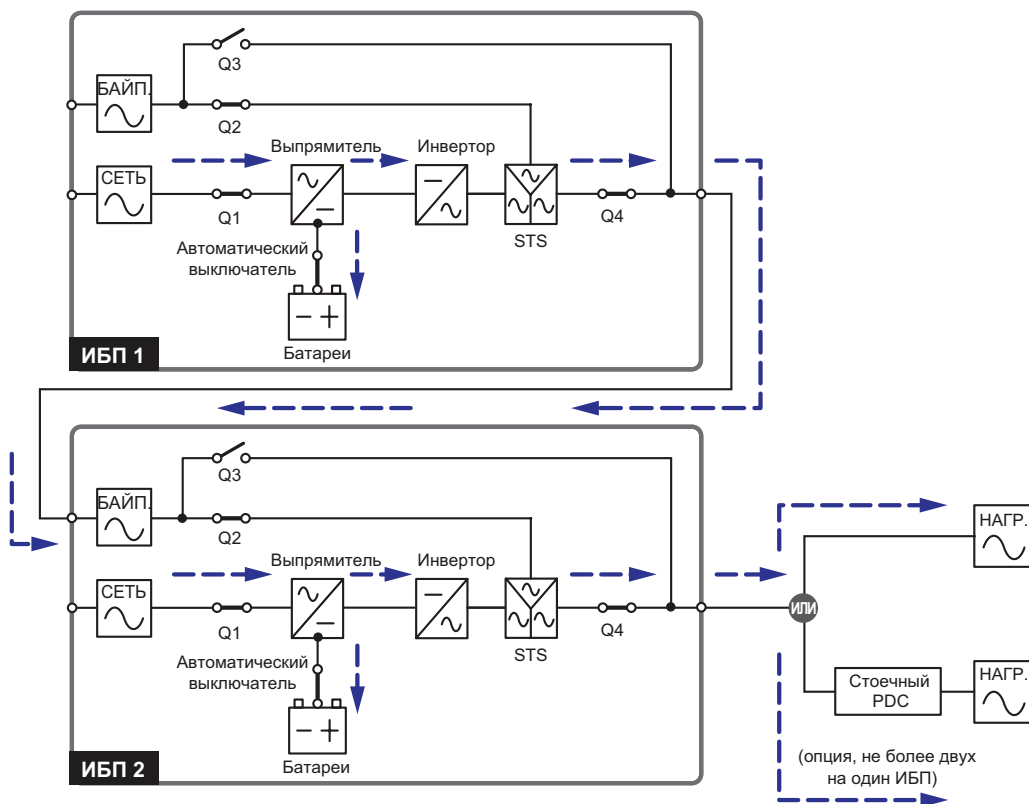 Q3
БАЙП.
Q2
Выпрямитель
Инвертор
СЕТЬ
Q1
STS
Q4
Автоматический
выключатель
Батареи
ИБП 1
Q3
БАЙП.
Q2
НАГР.
Выпрямитель
Инвертор
СЕТЬ
Q1
STS
Q4
ИЛИ
Автоматический
выключатель
Стоечный
PDC
НАГР.
Батареи
ИБП 2
(опция, не более двух
на один ИБП)